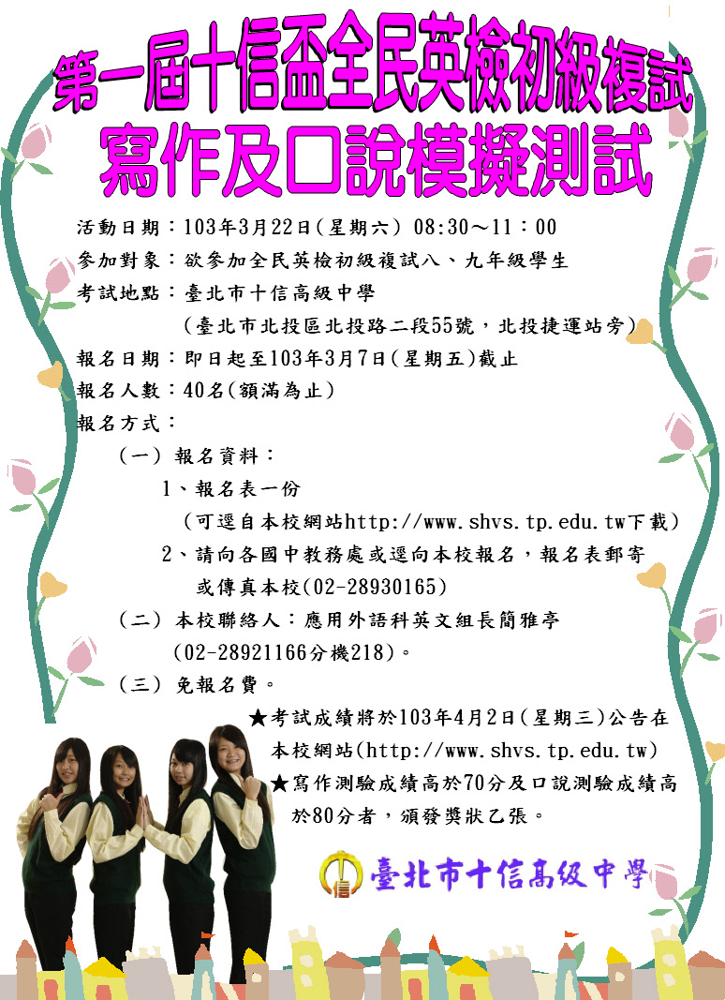 第一屆十信盃全民英檢初級複試
寫作及口說模擬測試
活動日期：103年3月22日(星期六) 08:30～11：00
參加對象：欲參加全民英檢初級複試八、九年級學生
考試地點：臺北市十信高級中學
(臺北市北投區北投路二段55號，北投捷運站旁)
報名日期：即日起至103年3月7日(星期五)截止
報名人數：40名(額滿為止)
報名方式：
(一) 報名資料：
1、報名表一份
(可逕自本校網站http://www.shvs.tp.edu.tw下載)
2、請向各國中教務處或逕向本校報名，報名表郵寄
或傳真本校(02-28930165)
(二) 本校聯絡人：應用外語科英文組長簡雅亭
(02-28921166分機218)。
(三) 免報名費。
★考試成績將於103年4月2日(星期三)公告在
本校網站(http://www.shvs.tp.edu.tw)
★寫作測驗成績高於70分及口說測驗成績高
於80分者，頒發獎狀乙張。
信 臺北市十信高級中學